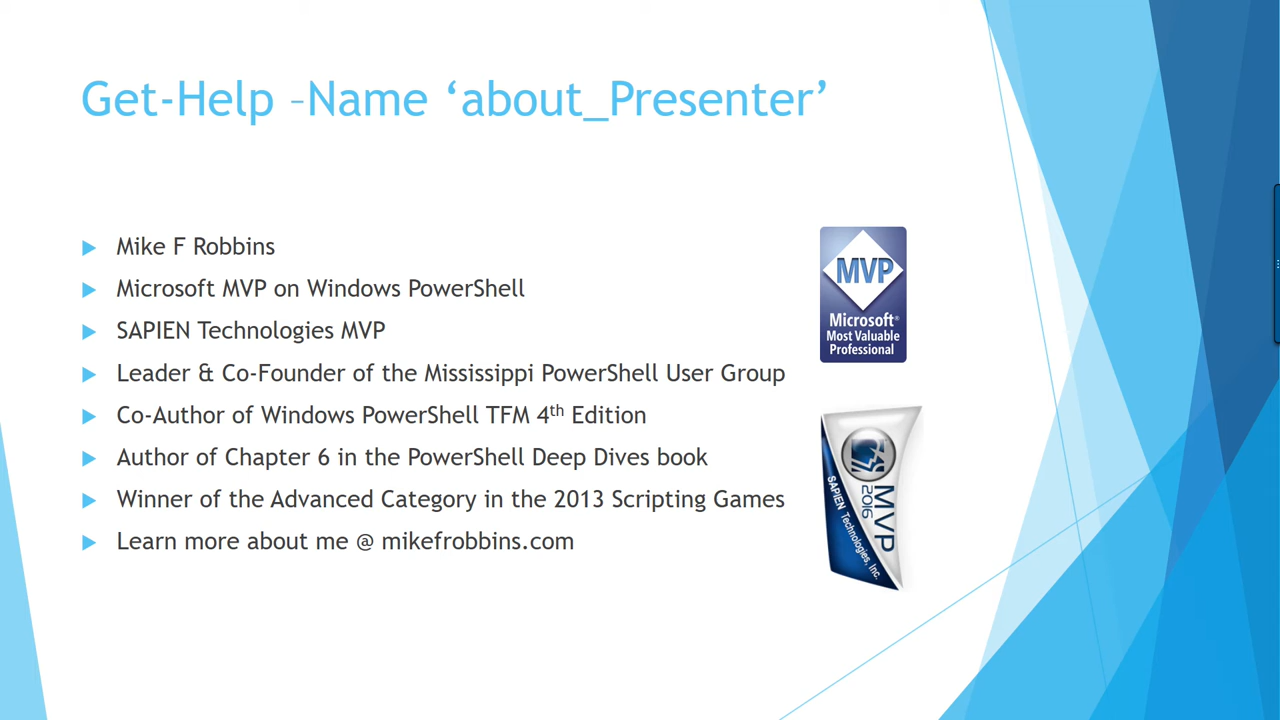 Get-Help –Name ‘about_Presenter’
Mike F Robbins
Microsoft MVP on Windows PowerShell
SAPIEN Technologies MVP
Leader & Co-Founder of the Mississippi PowerShell User Group
Co-Author of Windows PowerShell TFM 4th Edition
Author of Chapter 6 in the PowerShell Deep Dives book
Winner of the Advanced Category in the 2013 Scripting Games
Learn more about me @ mikefrobbins.com
MVP
Microsoft®
Most Valuable
Professional
MVP
2016
SAPIEN Technologies, Inc.